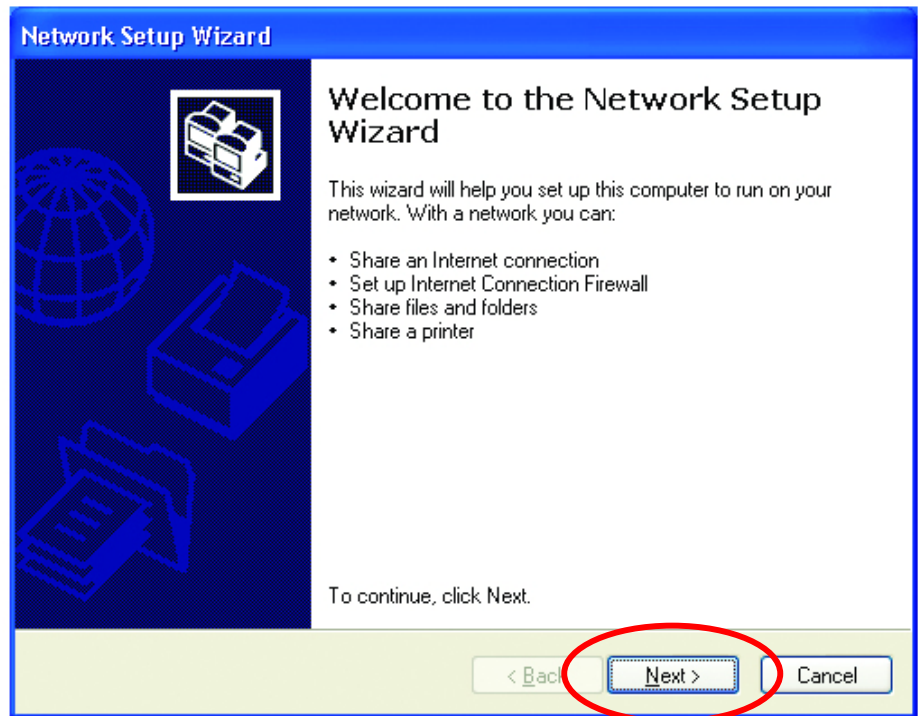 Network Setup Wizard
Welcome to the Network Setup
Wizard
This wizard will help you set up this computer to run on your
network. With a network you can:
• Share an Internet connection
• Set up Internet Connection Firewall
• Share files and folders
• Share a printer
To continue, click Next.
< Back Next > Cancel